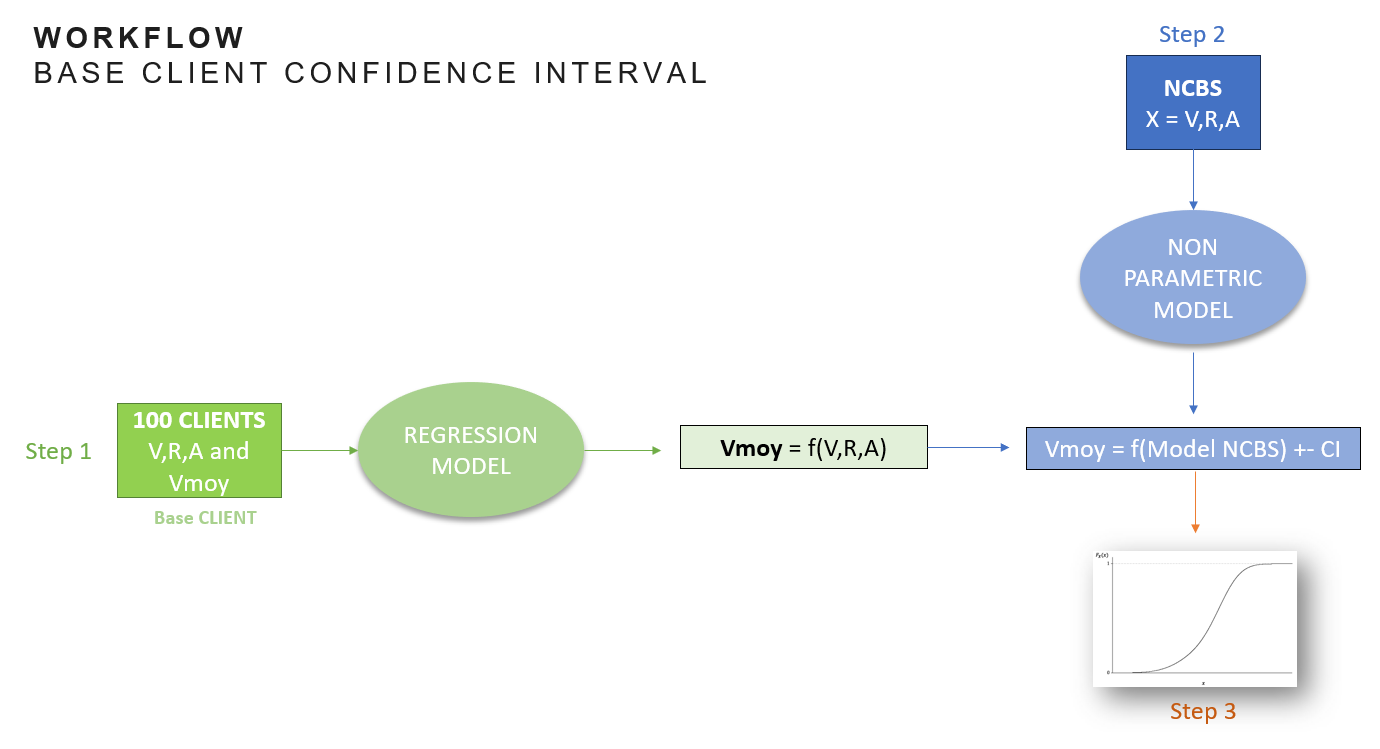 WORKFLOW
BASE CLIENT CONFIDENCE INTERVAL
Step 2
NCBS
X = V,R,A
NON
PARAMETRIC
MODEL
Step 1
100 CLIENTS
V,R,A and
Vmoy
Base CLIENT
REGRESSION
MODEL
Vmoy = f(V,R,A)
Vmoy = f(Model NCBS) +- CI
Fx(x)
1
0
x
Step 3